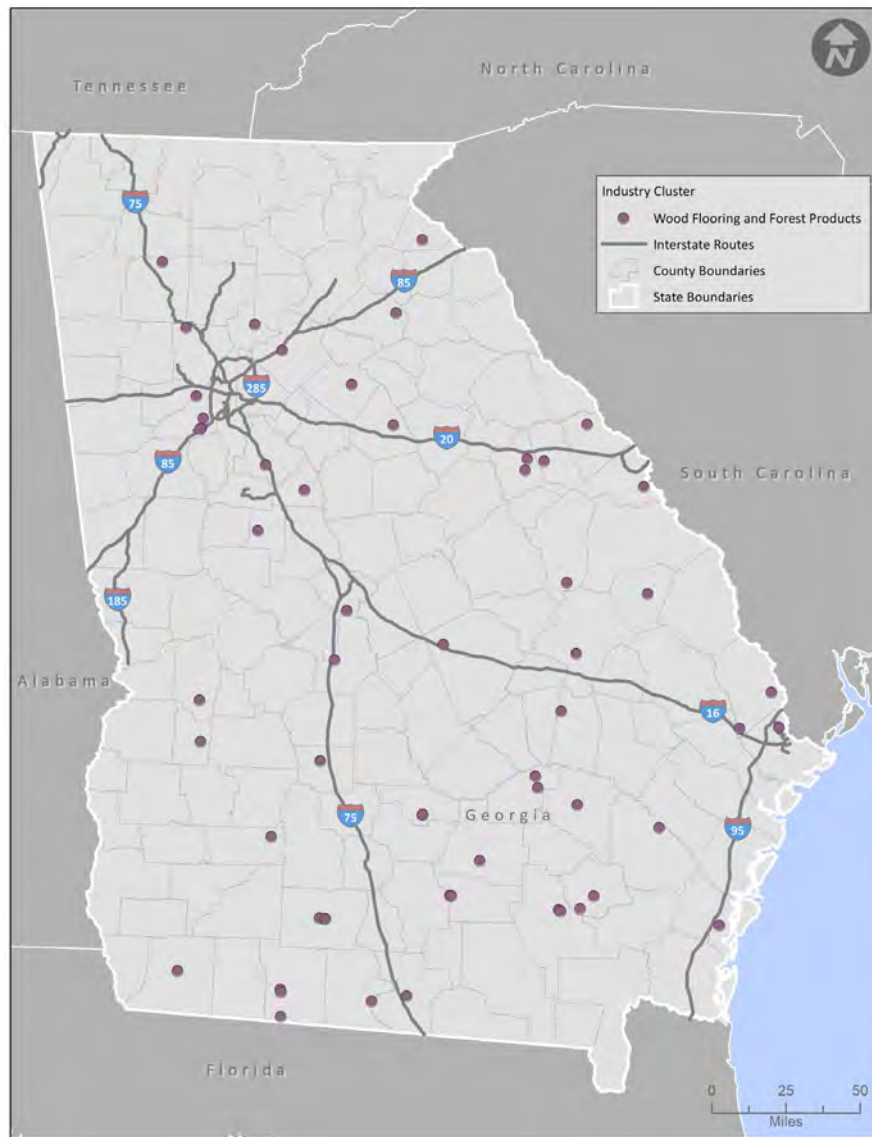 North Carolina
Tennessee
N
Industry Cluster
Wood Flooring and Forest Products
Interstate Routes
County Boundaries
State Boundaries
75
85
285
20
85
South Carolina
185
Alabama
16
75
Georgia
95
Florida
0 25 50
Miles